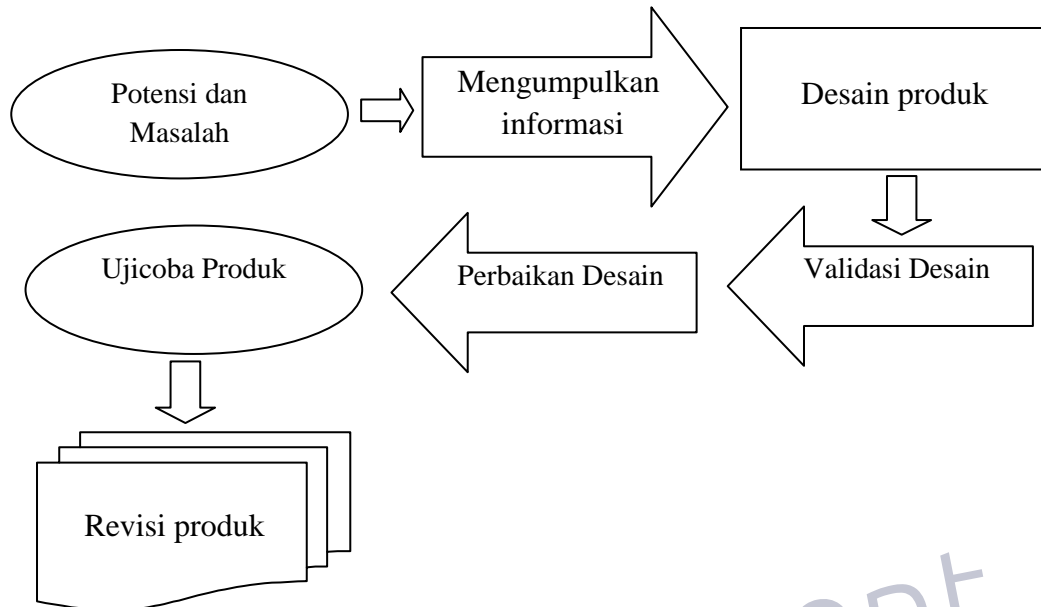 Potensi dan
Masalah
Mengumpulkan
informasi
Desain produk
Validasi Desain
Perbaikan Desain
Ujicoba Produk
Revisi produk